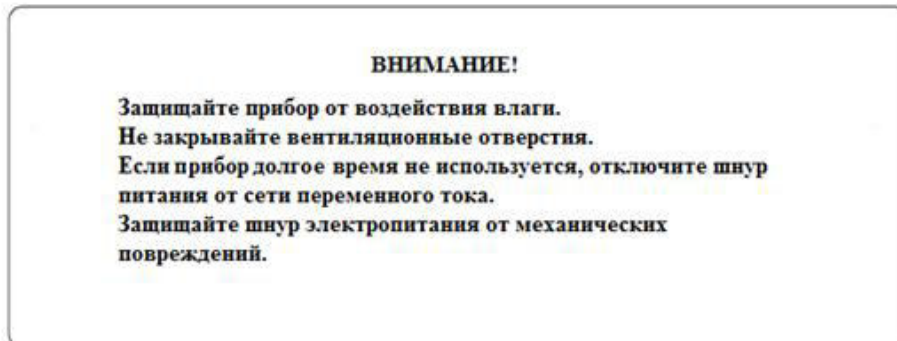 ВНИМАНИЕ!
Защищайте прибор от воздействия влаги.
Не закрывайте вентиляционные отверстия.
Если прибор долгое время не используется, отключите шнур
питания от сети переменного тока.
Защищайте шнур электропитания от механических
повреждений.